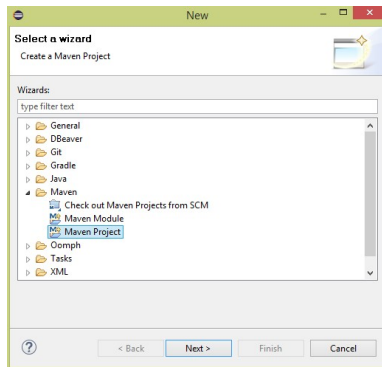 New
Select a wizard
Create a Maven Project
Wizards:
type filter text
General
DBeaver
Git
Gradle
Java
Maven
Check out Maven Projects from SCM
Maven Module
Maven Project
Oomph
Tasks
XML
? < Back Next > Finish Cancel